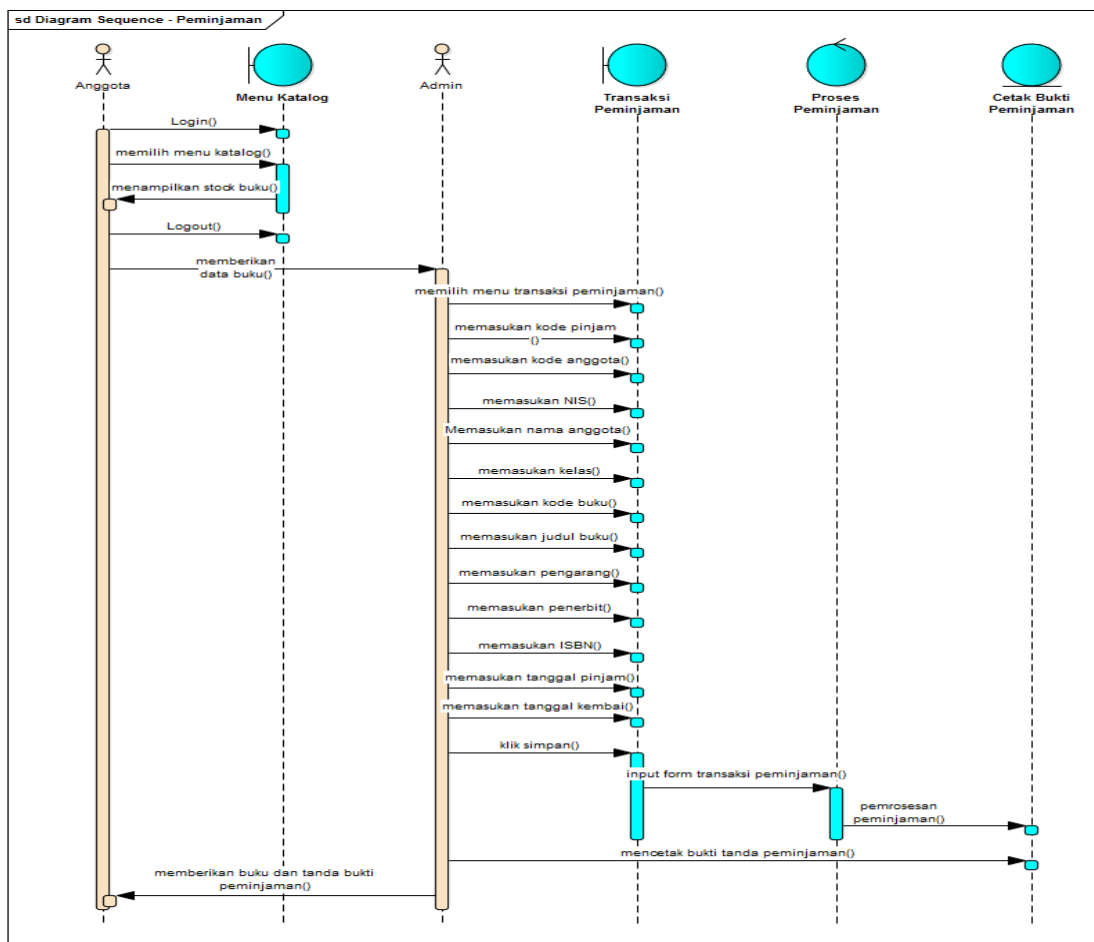 sd Diagram Sequence - Peminjaman
Anggota
Menu Katalog
Admin
Transaksi
Peminjaman
Proses
Peminjaman
Cetak Bukti
Peminjaman
Login()
memilih menu katalog()
menampilkan stock buku()
Logout()
memberikan
data buku()
memilih menu transaksi peminjaman()
memasukan kode pinjam
()
memasukan kode anggota()
memasukan NIS()
Memasukan nama anggota()
memasukan kelas()
memasukan kode buku()
memasukan judul buku()
memasukan pengarang()
memasukan penerbit()
memasukan ISBN()
memasukan tanggal pinjam()
memasukan tanggal kembai()
klik simpan()
input form transaksi peminjaman()
pemrosesan
peminjaman()
mencetak bukti tanda peminjaman()
memberikan buku dan tanda bukti
peminjaman()